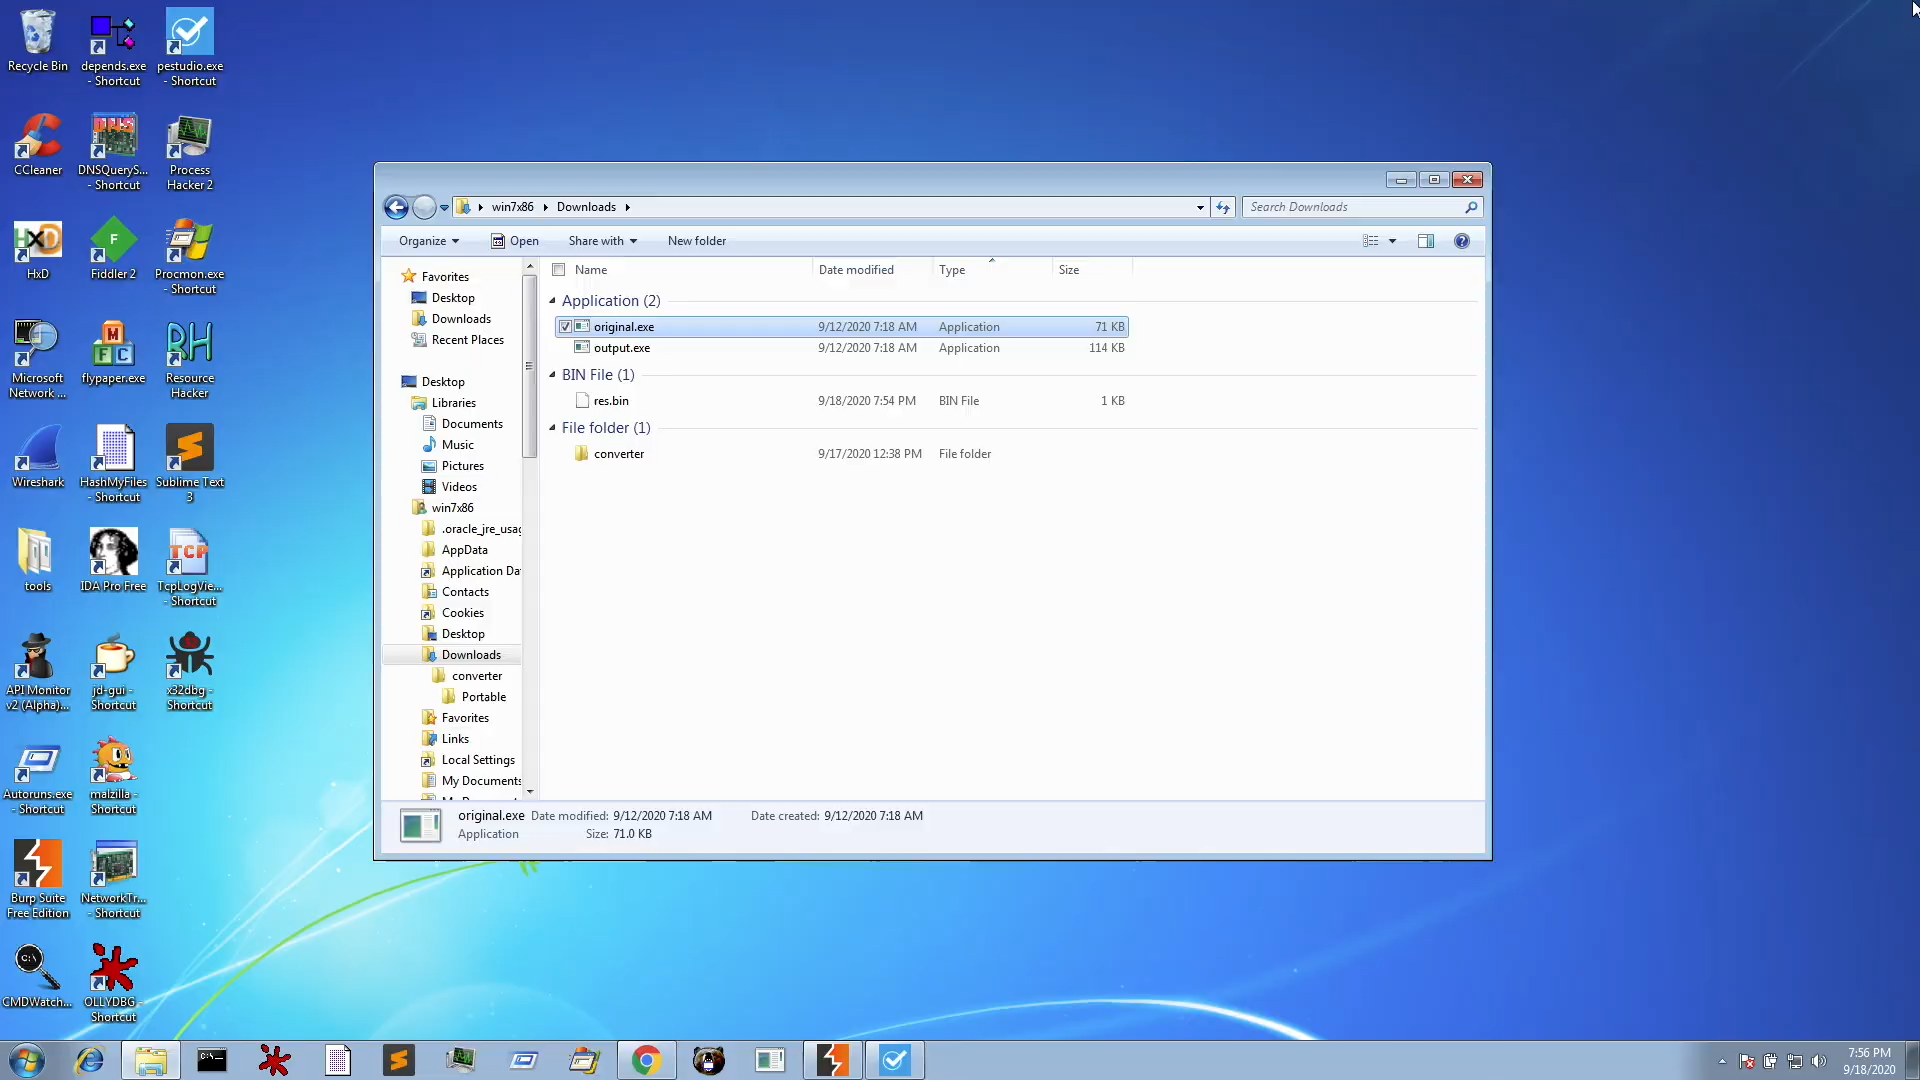 Recycle Bin
depends.exe
- Shortcut
pestudio.exe
- Shortcut
CCleaner
DNSQueryS...
- Shortcut
Process
Hacker 2
HxD
Fiddler 2
Procmon.exe
- Shortcut
Microsoft
Network ...
flypaper.exe
Resource
Hacker
Wireshark
HashMyFiles
- Shortcut
Sublime Text
3
tools
IDA Pro Free
TcpLogVie...
- Shortcut
API Monitor
v2 (Alpha)...
jd-gui -
Shortcut
x32dbg -
Shortcut
Autoruns.exe
- Shortcut
malzilla -
Shortcut
Burp Suite
Free Edition
NetworkTr...
- Shortcut
CMDWatch...
OLLYDBG -
Shortcut
win7x86 Downloads
Search Downloads
Organize Open Share with New folder
Favorites
Desktop
Downloads
Recent Places
Desktop
Libraries
Documents
Music
Pictures
Videos
win7x86
.oracle_jre_usag
AppData
Application Da
Contacts
Cookies
Desktop
Downloads
converter
Portable
Favorites
Links
Local Settings
My Documents
Name Date modified Type Size
Application (2)
original.exe 9/12/2020 7:18 AM Application 71 KB
output.exe 9/12/2020 7:18 AM Application 114 KB
BIN File (1)
res.bin 9/18/2020 7:54 PM BIN File 1 KB
File folder (1)
converter 9/17/2020 12:38 PM File folder
original.exe Date modified: 9/12/2020 7:18 AM Date created: 9/12/2020 7:18 AM
Application Size: 71.0 KB
7:56 PM
9/18/2020